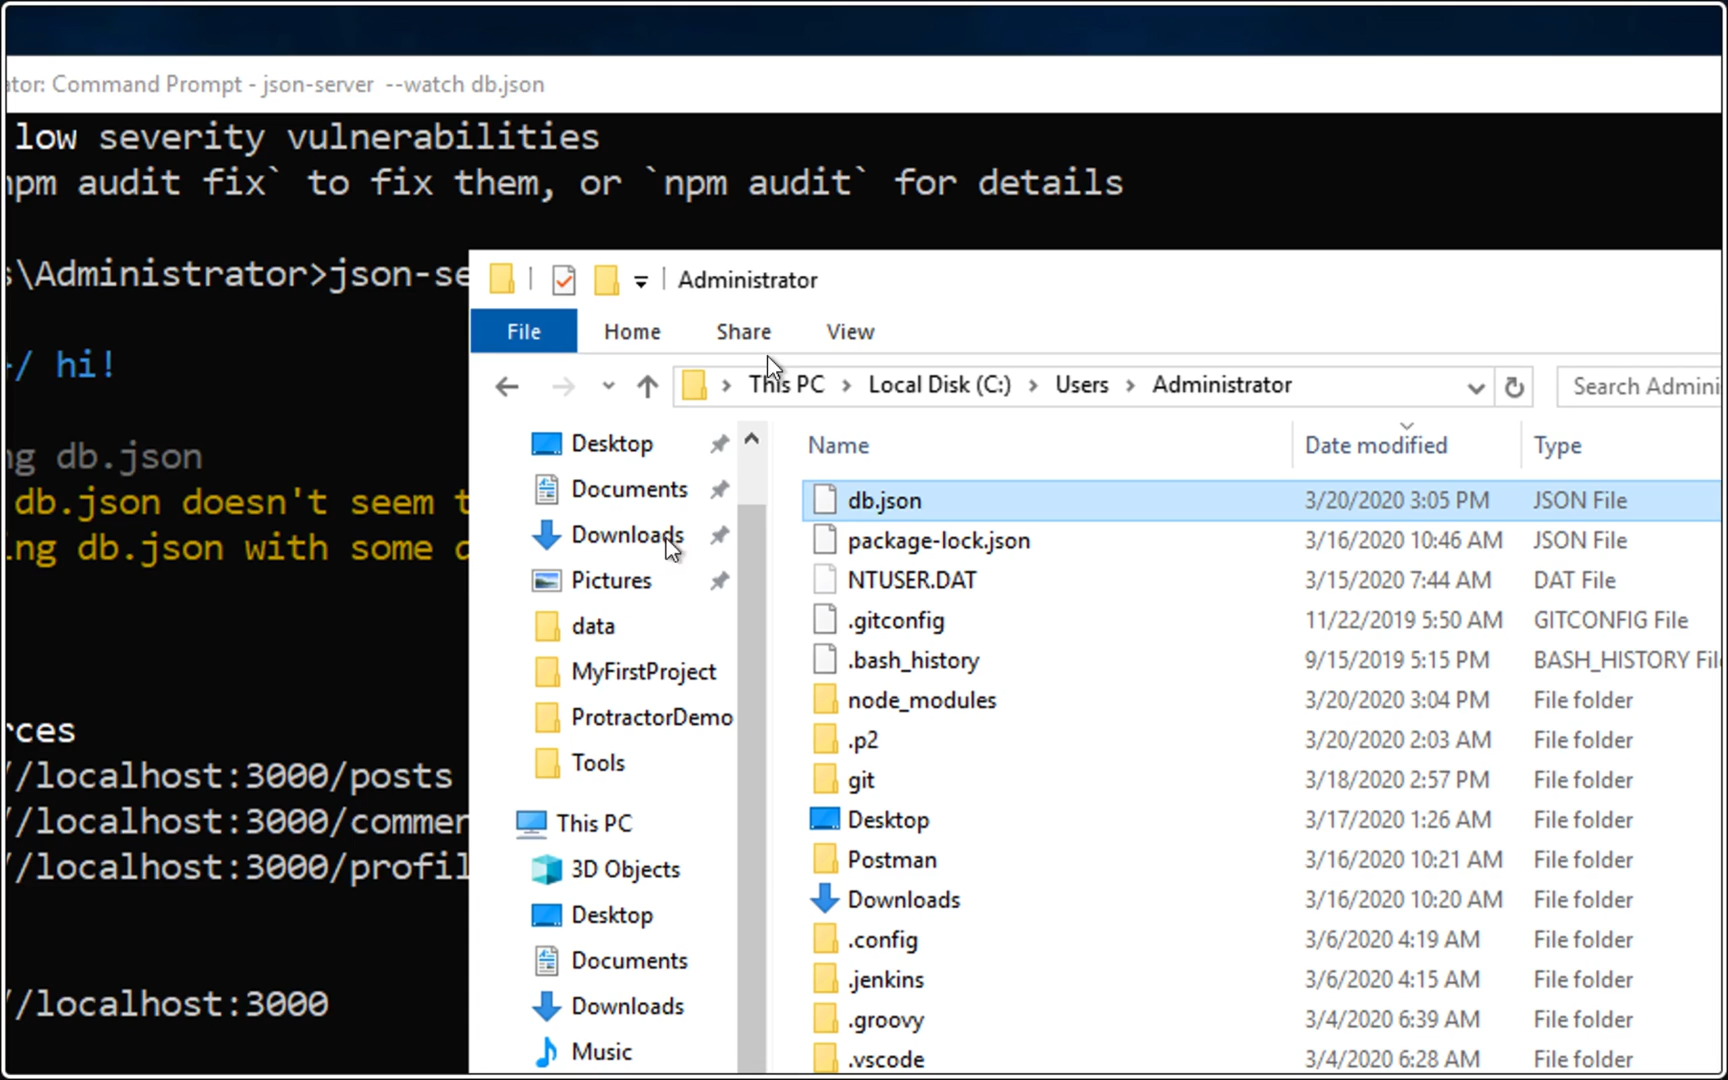 ator: Command Prompt - json-server  --watch db.json
low severity vulnerabilities
npm audit fix` to fix them, or `npm audit` for details
s\Administrator>json-se
/ hi!
ng db.json
db.json doesn't seem t
ing db.json with some d
rces
//localhost:3000/posts
//localhost:3000/commen
//localhost:3000/profil
//localhost:3000
Administrator
File Home Share View
This PC > Local Disk (C:) > Users > Administrator
Search Admini
Desktop
Documents
Downloads
Pictures
data
MyFirstProject
ProtractorDemo
Tools
This PC
3D Objects
Desktop
Documents
Downloads
Music
Name Date modified Type
db.json 3/20/2020 3:05 PM JSON File
package-lock.json 3/16/2020 10:46 AM JSON File
NTUSER.DAT 3/15/2020 7:44 AM DAT File
.gitconfig 11/22/2019 5:50 AM GITCONFIG File
.bash_history 9/15/2019 5:15 PM BASH_HISTORY File
node_modules 3/20/2020 3:04 PM File folder
.p2 3/20/2020 2:03 AM File folder
git 3/18/2020 2:57 PM File folder
Desktop 3/17/2020 1:26 AM File folder
Postman 3/16/2020 10:21 AM File folder
Downloads 3/16/2020 10:20 AM File folder
.config 3/6/2020 4:19 AM File folder
.jenkins 3/6/2020 4:15 AM File folder
.groovy 3/4/2020 6:39 AM File folder
.vscode 3/4/2020 6:28 AM File folder